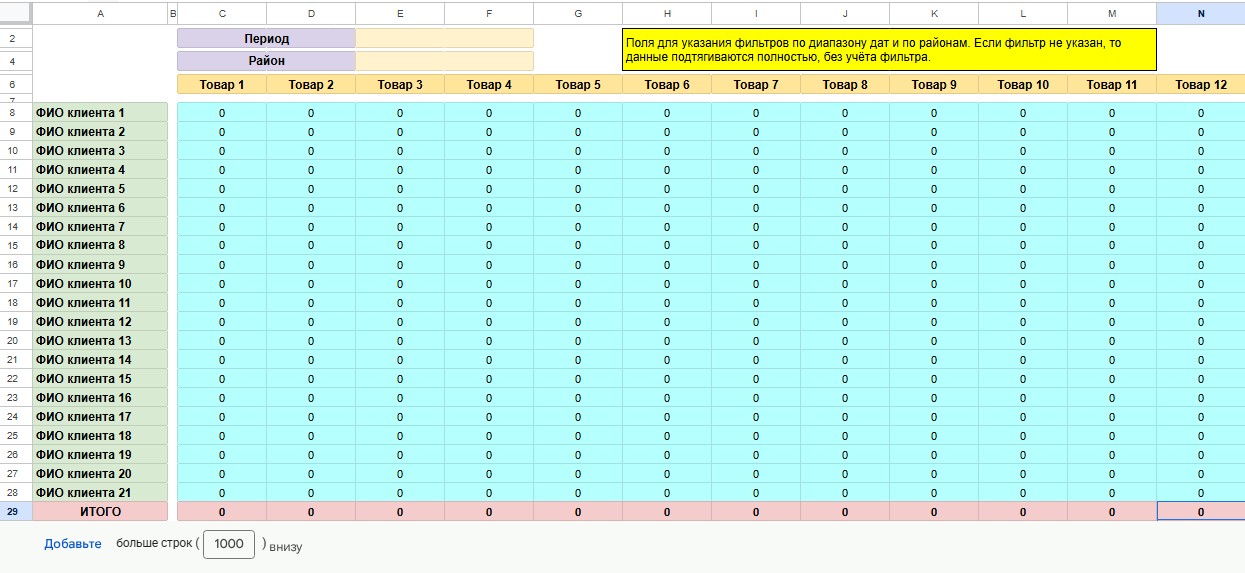 A B C D E F G H I J K L M N
2 Период Поля для указания фильтров по диапазону дат и по районам. Если фильтр не указан, то
4 Район данные подтягиваются полностью, без учёта фильтра.
6 Товар 1 Товар 2 Товар 3 Товар 4 Товар 5 Товар 6 Товар 7 Товар 8 Товар 9 Товар 10 Товар 11 Товар 12
7
8 ФИО клиента 1 0 0 0 0 0 0 0 0 0 0 0 0
9 ФИО клиента 2 0 0 0 0 0 0 0 0 0 0 0 0
10 ФИО клиента 3 0 0 0 0 0 0 0 0 0 0 0 0
11 ФИО клиента 4 0 0 0 0 0 0 0 0 0 0 0 0
12 ФИО клиента 5 0 0 0 0 0 0 0 0 0 0 0 0
13 ФИО клиента 6 0 0 0 0 0 0 0 0 0 0 0 0
14 ФИО клиента 7 0 0 0 0 0 0 0 0 0 0 0 0
15 ФИО клиента 8 0 0 0 0 0 0 0 0 0 0 0 0
16 ФИО клиента 9 0 0 0 0 0 0 0 0 0 0 0 0
17 ФИО клиента 10 0 0 0 0 0 0 0 0 0 0 0 0
18 ФИО клиента 11 0 0 0 0 0 0 0 0 0 0 0 0
19 ФИО клиента 12 0 0 0 0 0 0 0 0 0 0 0 0
20 ФИО клиента 13 0 0 0 0 0 0 0 0 0 0 0 0
21 ФИО клиента 14 0 0 0 0 0 0 0 0 0 0 0 0
22 ФИО клиента 15 0 0 0 0 0 0 0 0 0 0 0 0
23 ФИО клиента 16 0 0 0 0 0 0 0 0 0 0 0 0
24 ФИО клиента 17 0 0 0 0 0 0 0 0 0 0 0 0
25 ФИО клиента 18 0 0 0 0 0 0 0 0 0 0 0 0
26 ФИО клиента 19 0 0 0 0 0 0 0 0 0 0 0 0
27 ФИО клиента 20 0 0 0 0 0 0 0 0 0 0 0 0
28 ФИО клиента 21 0 0 0 0 0 0 0 0 0 0 0 0
29 ИТОГО 0 0 0 0 0 0 0 0 0 0 0 0
Добавьте больше строк ( 1000 ) внизу